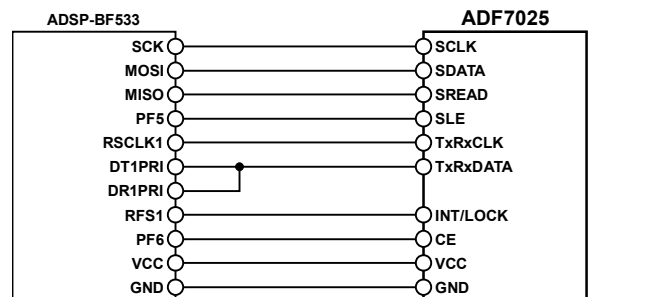 ADSP-BF533 ADF7025
SCK SCLK
MOSI SDATA
MISO SREAD
PF5 SLE
RSCLK1 TxRxCLK
DT1PRI TxRxDATA
DR1PRI
RFS1 INT/LOCK
PF6 CE
VCC VCC
GND GND